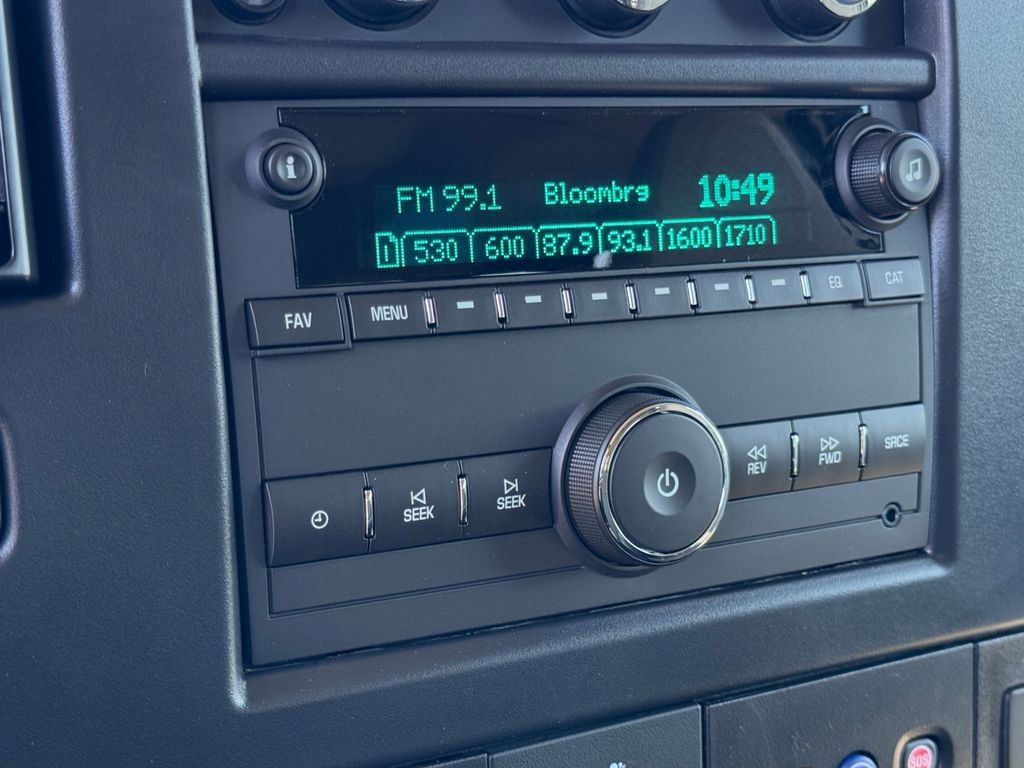 i
FM 99.1 Bloombrg 10:49
1 530 600 87.9 93.1 1600 1710
FAV MENU EQ CAT
SEEK SEEK REV FWD SRCE
SOS